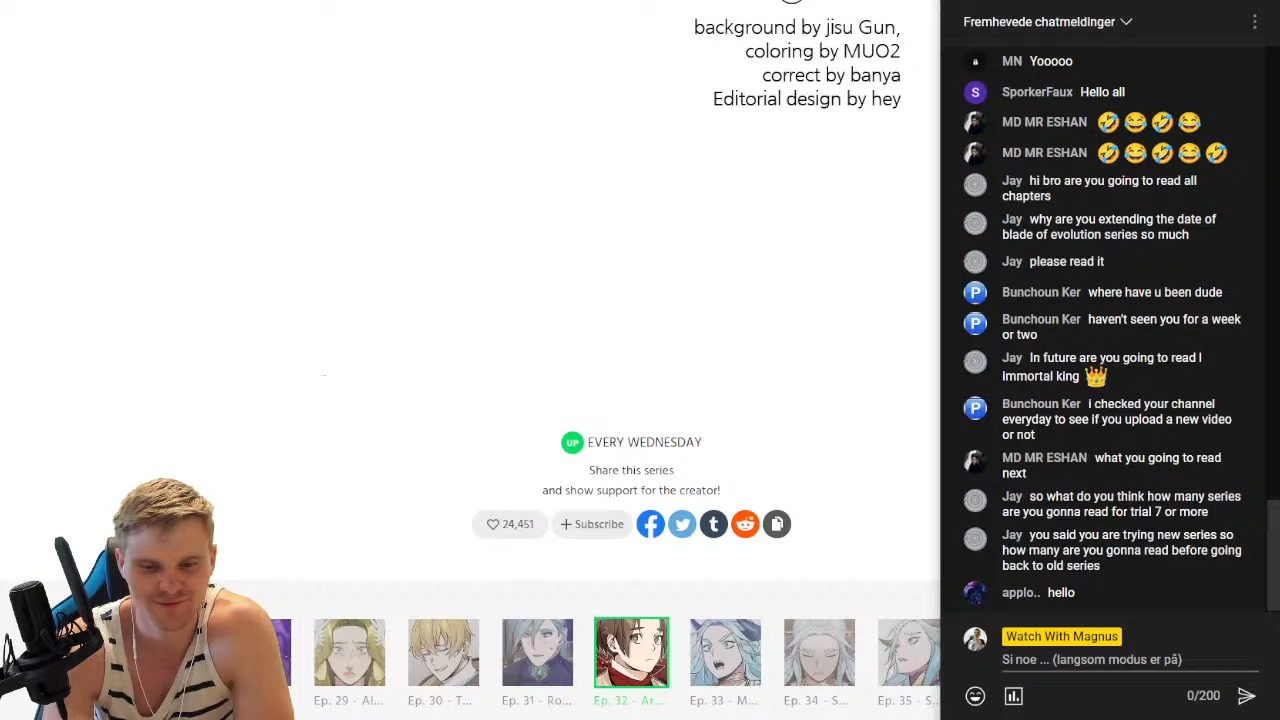 background by jisu Gun,
coloring by MUO2
correct by banya
Editorial design by hey
UP EVERY WEDNESDAY
Share this series
and show support for the creator!
24,451
+ Subscribe
Ep. 29 - Al...
Ep. 30 - T...
Ep. 31 - Ro...
Ep. 32 - Ar...
Ep. 33 - M...
Ep. 34 - S...
Ep. 35 - S...
Fremhevede chatmeldinger
MN Yooooo
S SporkerFaux Hello all
MD MR ESHAN 🤣😂🤣😂
MD MR ESHAN 🤣😂🤣😂🤣
Jay hi bro are you going to read all
chapters
Jay why are you extending the date of
blade of evolution series so much
Jay please read it
P Bunchoun Ker where have u been dude
P Bunchoun Ker haven't seen you for a week
or two
Jay In future are you going to read I
immortal king 👑
P Bunchoun Ker i checked your channel
everyday to see if you upload a new video
or not
MD MR ESHAN what you going to read
next
Jay so what do you think how many series
are you gonna read for trial 7 or more
Jay you said you are trying new series so
how many are you gonna read before going
back to old series
applo.. hello
Watch With Magnus
Si noe ... (langsom modus er på)
0/200